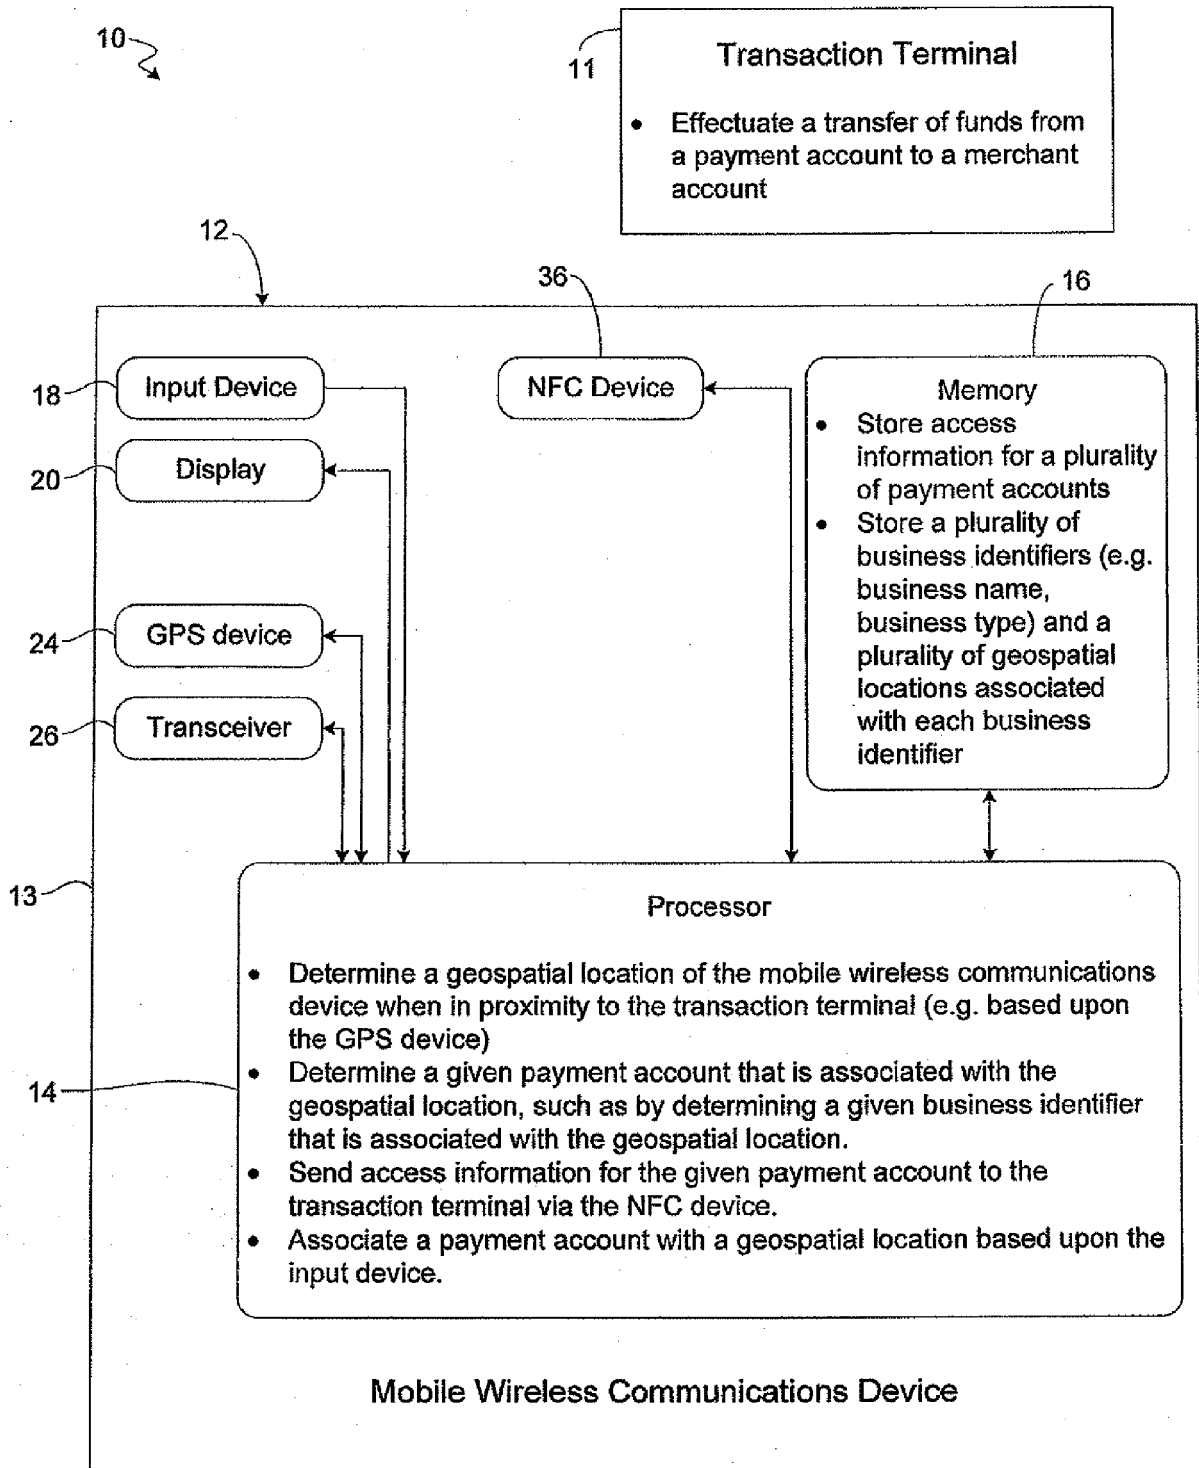 10
11
Transaction Terminal
• Effectuate a transfer of funds from
a payment account to a merchant
account
12
36
16
18
Input Device
NFC Device
20
Display
24
GPS device
26
Transceiver
Memory
• Store access
information for a plurality
of payment accounts
• Store a plurality of
business identifiers (e.g.
business name,
business type) and a
plurality of geospatial
locations associated
with each business
identifier
13
Processor
• Determine a geospatial location of the mobile wireless communications
device when in proximity to the transaction terminal (e.g. based upon
the GPS device)
14
• Determine a given payment account that is associated with the
geospatial location, such as by determining a given business identifier
that is associated with the geospatial location.
• Send access information for the given payment account to the
transaction terminal via the NFC device.
• Associate a payment account with a geospatial location based upon the
input device.
Mobile Wireless Communications Device